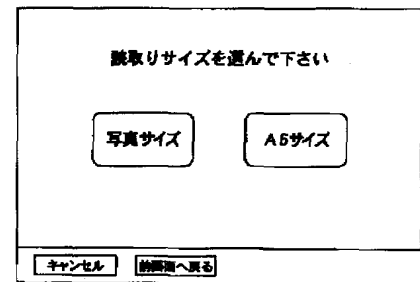 読取りサイズを選んで下さい
写真サイズ
A6サイズ
キャンセル
前画面へ戻る